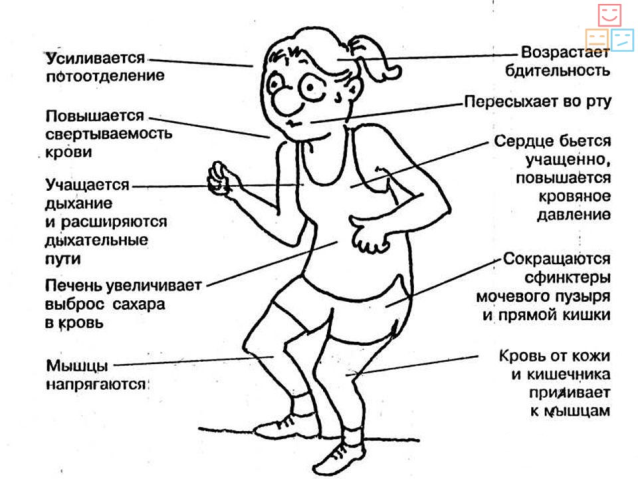 Усиливается
потоотделение
Повышается
свертываемость
крови
Учащается
дыхание
и расширяются
дыхательные
пути
Печень увеличивает
выброс сахара
в кровь
Мышцы
напрягаются
Возрастает
бдительность
Пересыхает во рту
Сердце бьется
учащенно,
повышается
кровяное
давление
Сокращаются
сфинктеры
мочевого пузыря
и прямой кишки
Кровь от кожи
и кишечника
приливает
к мышцам